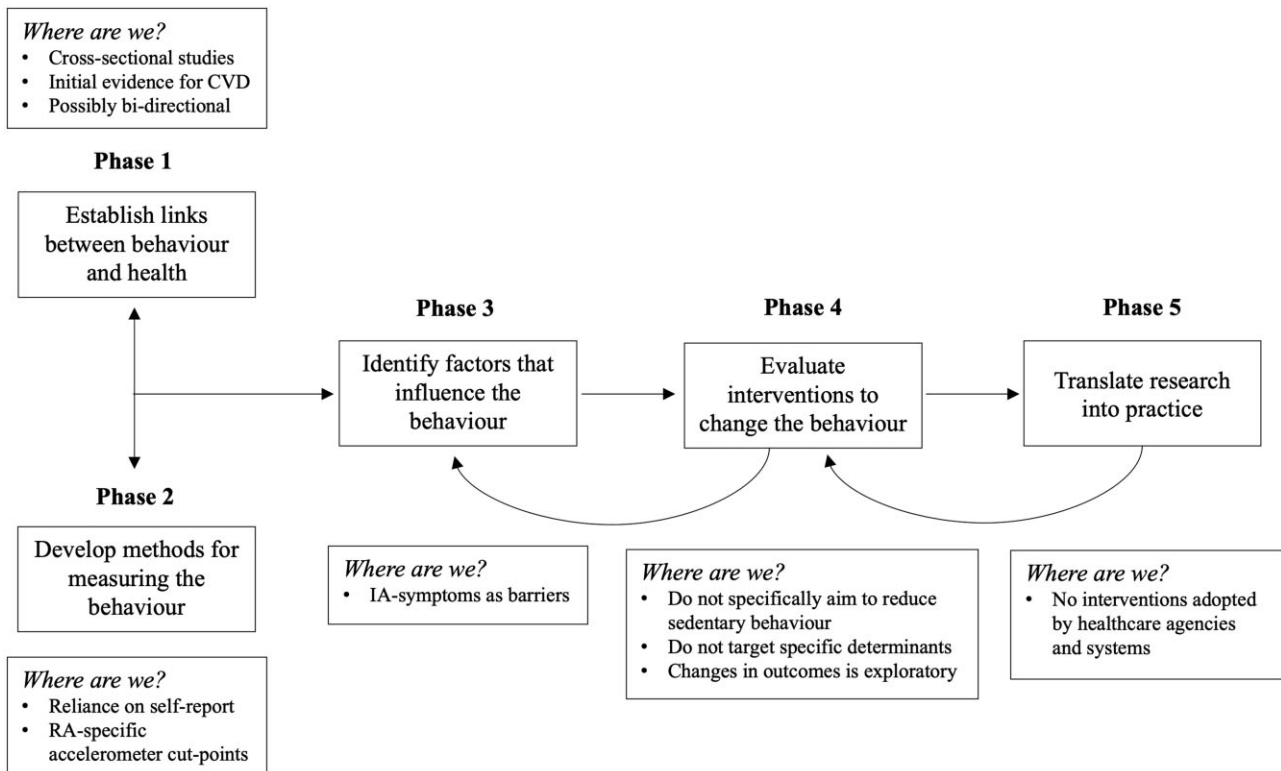 Where are we?
• Cross-sectional studies
• Initial evidence for CVD
• Possibly bi-directional
Phase 1
Establish links
between behaviour
and health
Phase 2
Develop methods for
measuring the
behaviour
Where are we?
• Reliance on self-report
• RA-specific
accelerometer cut-points
Phase 3
Identify factors that
influence the
behaviour
Where are we?
• IA-symptoms as barriers
Phase 4
Evaluate
interventions to
change the behaviour
Where are we?
• Do not specifically aim to reduce
sedentary behaviour
• Do not target specific determinants
• Changes in outcomes is exploratory
Phase 5
Translate research
into practice
Where are we?
• No interventions adopted
by healthcare agencies
and systems